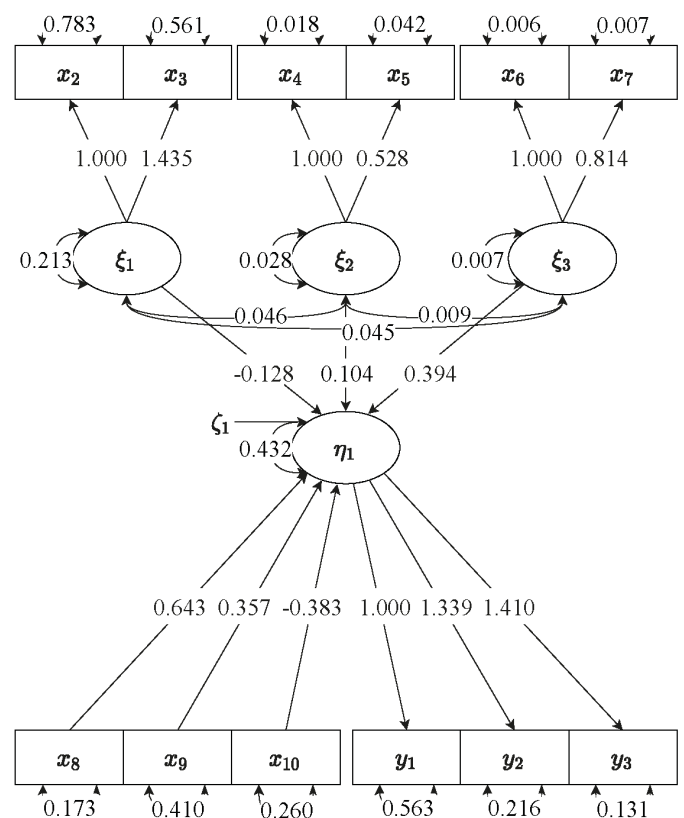 0.783 0.561 0.018 0.042 0.006 0.007
x₂ x₃ x₄ x₅ x₆ x₇
1.000 1.435 1.000 0.528 1.000 0.814
0.213 ξ₁ 0.028 ξ₂ 0.007 ξ₃
0.046 0.009
0.045
-0.128 0.104 0.394
ζ₁
0.432 η₁
0.643 0.357 -0.383 1.000 1.339 1.410
x₈ x₉ x₁₀ y₁ y₂ y₃
0.173 0.410 0.260 0.563 0.216 0.131